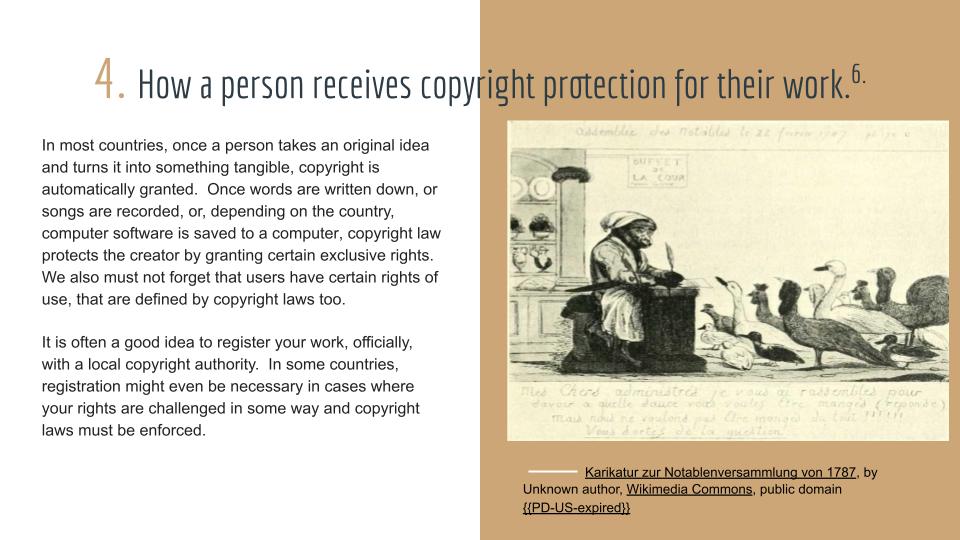 4. How a person receives copyright protection for their work.6.
In most countries, once a person takes an original idea
and turns it into something tangible, copyright is
automatically granted.  Once words are written down, or
songs are recorded, or, depending on the country,
computer software is saved to a computer, copyright law
protects the creator by granting certain exclusive rights.
We also must not forget that users have certain rights of
use, that are defined by copyright laws too.
It is often a good idea to register your work, officially,
with a local copyright authority.  In some countries,
registration might even be necessary in cases where
your rights are challenged in some way and copyright
laws must be enforced.
assemblée des Notables le 22 fevrier 1787
BUFFET
DE
LA COUR
Mes Chers administrés je vous ai rassemblés pour
savoir a quelle sauce vous voulés être mangés (réponse)
mais nous ne voulons pas être mangés du tout !!!!!!
Vous sortés de la question
Karikatur zur Notablenversammlung von 1787, by
Unknown author, Wikimedia Commons, public domain
{{PD-US-expired}}